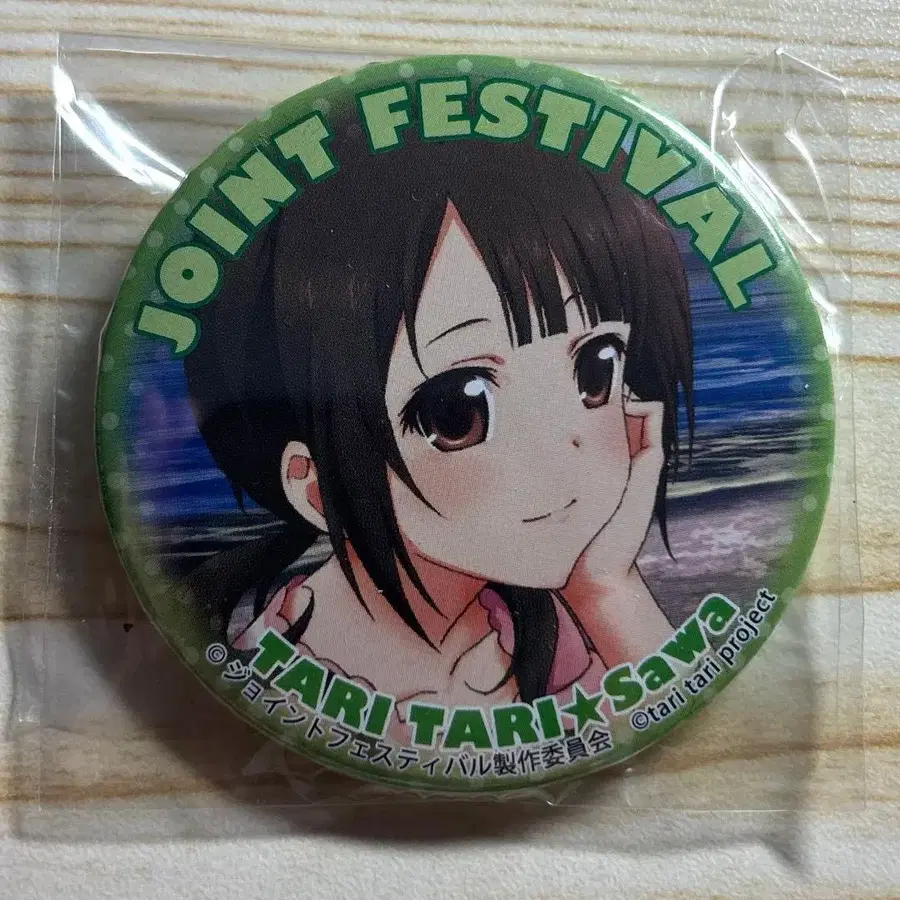 JOINT FESTIVAL
TARI TARI★Sawa
©ジョイントフェスティバル製作委員会
©tari tari project